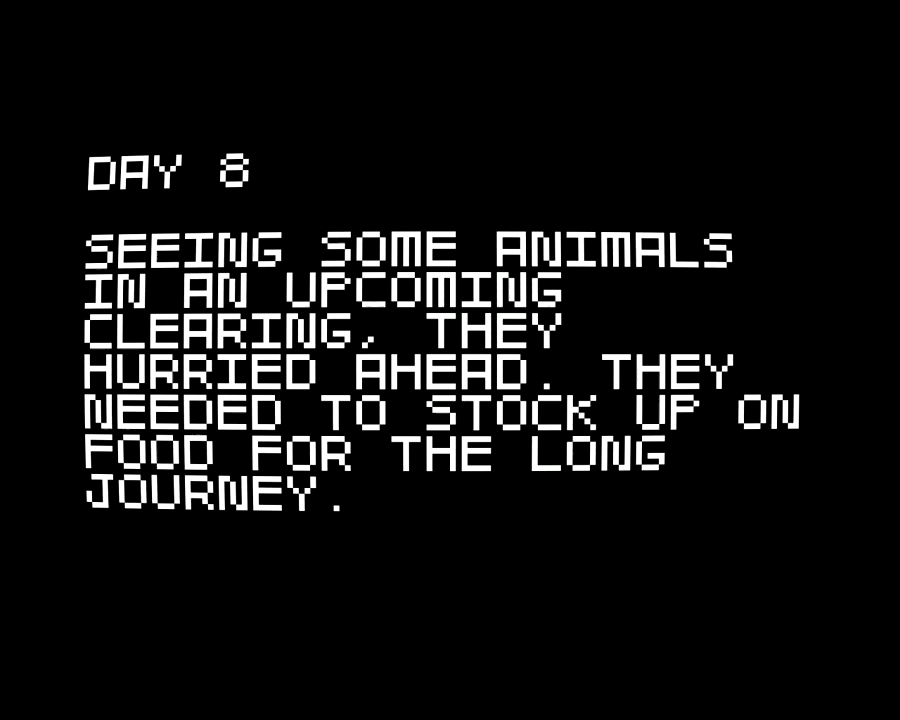 DAY 8
SEEING SOME ANIMALS
IN AN UPCOMING
CLEARING, THEY
HURRIED AHEAD. THEY
NEEDED TO STOCK UP ON
FOOD FOR THE LONG
JOURNEY.